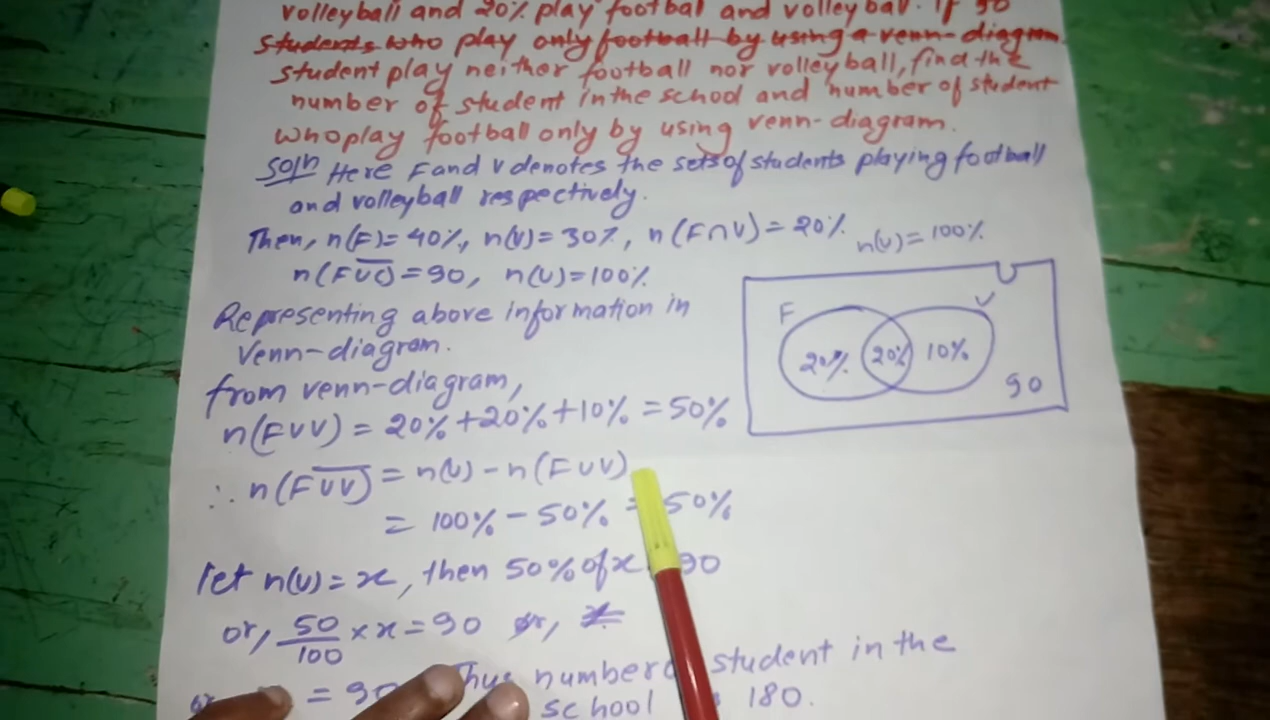 volleyball and 20% play footbal and volleyball. If 90
students who play only football by using a venn-diagram.
student play neither football nor volleyball, find the
number of student in the school and number of student
who play football only by using venn-diagram.
Soln Here F and V denotes the sets of students playing football
and volleyball respectively.
Then, n(F)= 40%, n(V)= 30%, n(F∩V)= 20%
n(U)= 100%
n(F∪C)=90, n(U)=100%.
Representing above information in
Venn-diagram.
from venn-diagram,
F U V
20% 20% 10%
90
n(F∪V) = 20%+20%+10% = 50%
∴ n(F∪V) = n(U) - n(F∪V)
= 100% - 50% = 50%
let n(U)= x, then 50% of x 90
or, 50/100 × x = 90 or, x
= 90
Thus number of student in the
school 180.